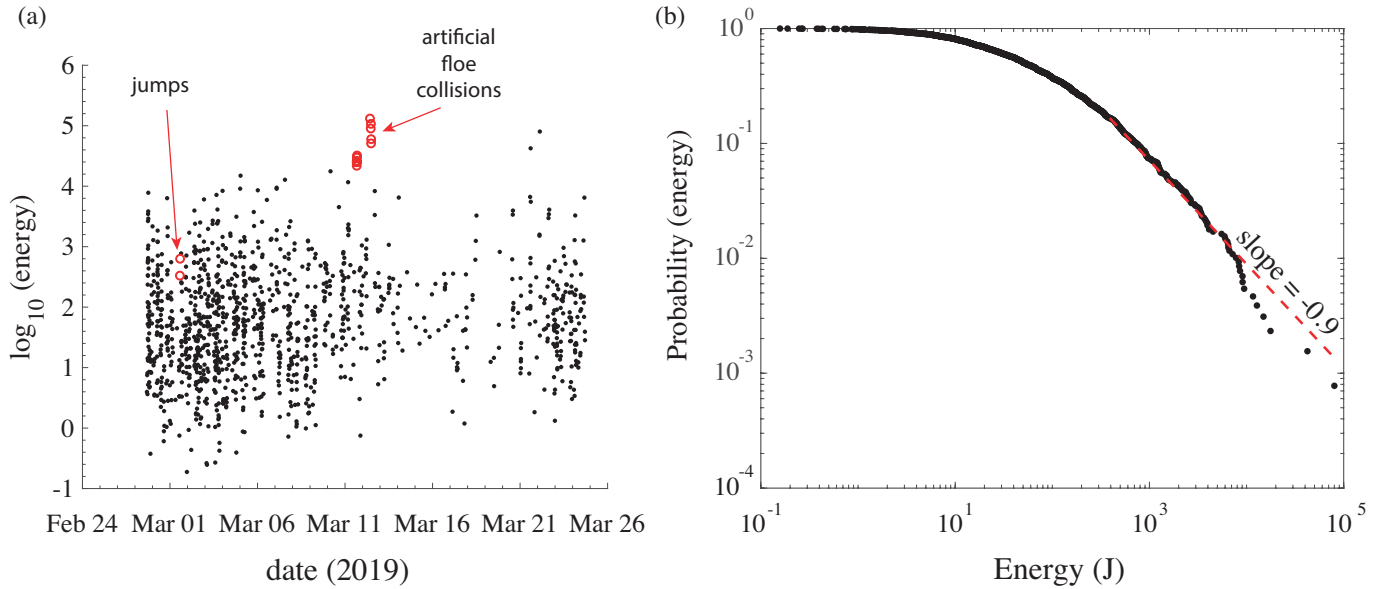 (a)
artificial
floe
collisions
jumps
6
5
4
3
2
1
0
-1
log10 (energy)
Feb 24 Mar 01 Mar 06 Mar 11 Mar 16 Mar 21 Mar 26
date (2019)
(b)
10^0
10^-1
10^-2
10^-3
10^-4
Probability (energy)
slope = -0.9
10^-1 10^1 10^3 10^5
Energy (J)